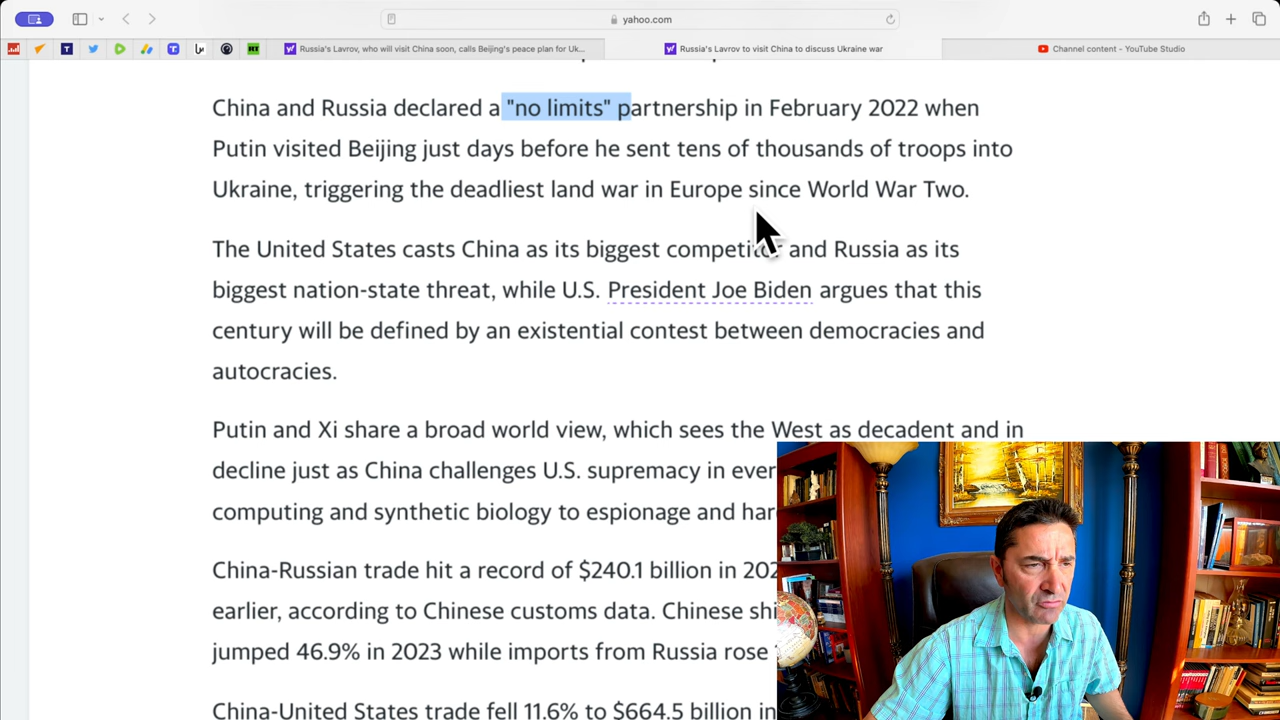 yahoo.com
Russia's Lavrov, who will visit China soon, calls Beijing's peace plan for Uk...
Russia's Lavrov to visit China to discuss Ukraine war
Channel content - YouTube Studio
China and Russia declared a "no limits" partnership in February 2022 when
Putin visited Beijing just days before he sent tens of thousands of troops into
Ukraine, triggering the deadliest land war in Europe since World War Two.
The United States casts China as its biggest competitor and Russia as its
biggest nation-state threat, while U.S. President Joe Biden argues that this
century will be defined by an existential contest between democracies and
autocracies.
Putin and Xi share a broad world view, which sees the West as decadent and in
decline just as China challenges U.S. supremacy in
computing and synthetic biology to espionage and
China-Russian trade hit a record of $240.1 billion in
earlier, according to Chinese customs data. Chinese
jumped 46.9% in 2023 while imports from Russia rose
China-United States trade fell 11.6% to $664.5 billion in